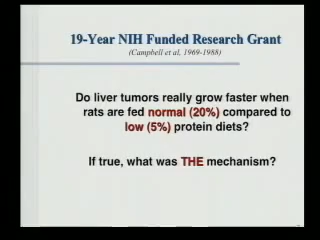 19-Year NIH Funded Research Grant
(Campbell et al, 1969-1988)
Do liver tumors really grow faster when
rats are fed normal (20%) compared to
low (5%) protein diets?
If true, what was THE mechanism?